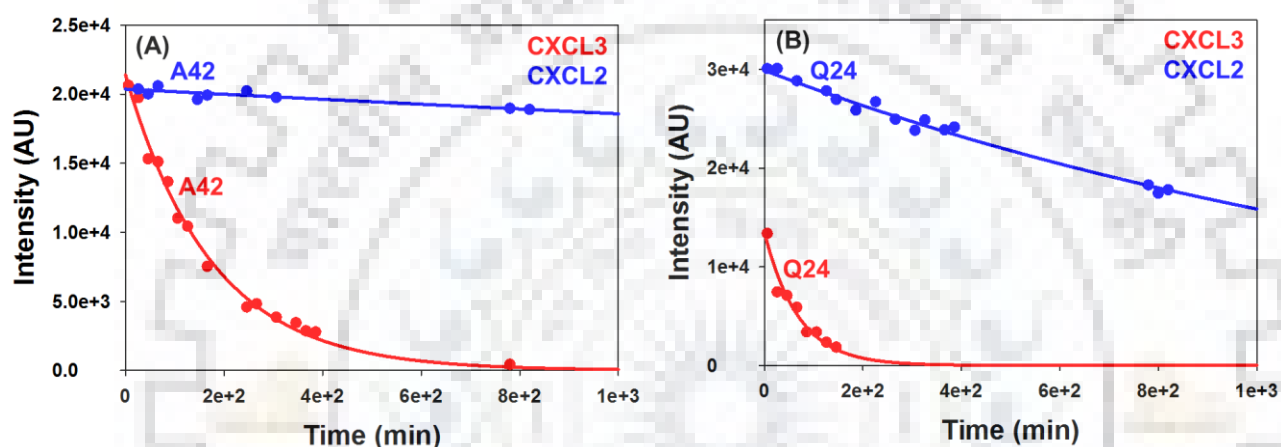 (A)
CXCL3
CXCL2
A42
A42
Intensity (AU)
2.5e+4
2.0e+4
1.5e+4
1.0e+4
5.0e+3
0.0
0 2e+2 4e+2 6e+2 8e+2 1e+3
Time (min)
(B)
CXCL3
CXCL2
Q24
Q24
Intensity (AU)
3e+4
2e+4
1e+4
0
0 2e+2 4e+2 6e+2 8e+2 1e+3
Time (min)